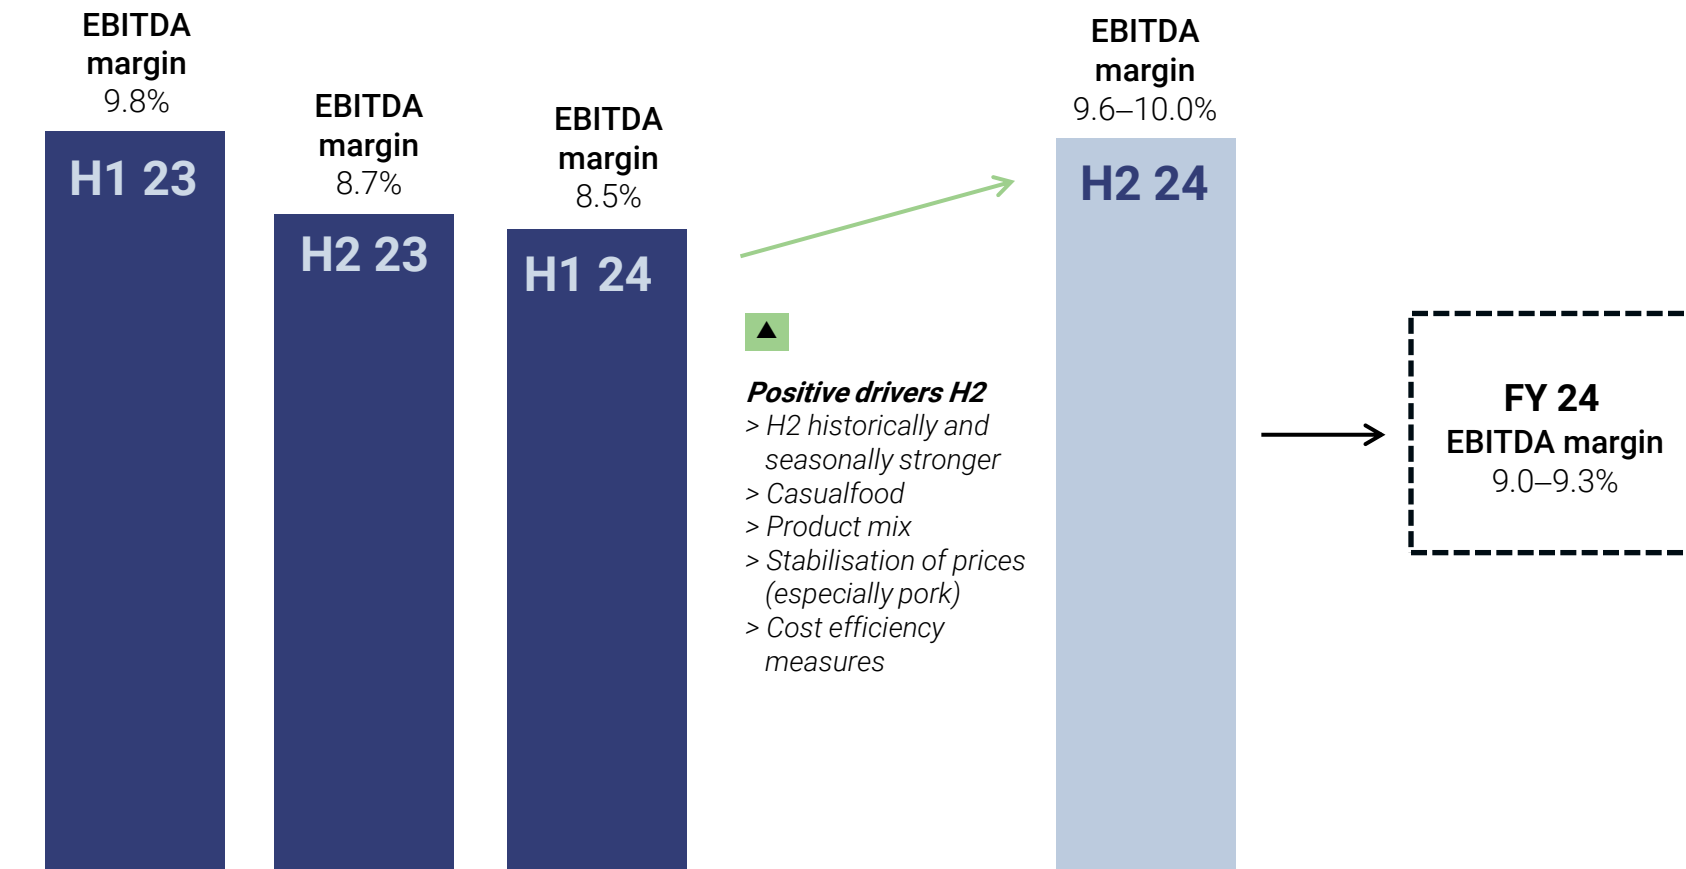 EBITDA
margin
9.8%
H1 23
EBITDA
margin
8.7%
H2 23
EBITDA
margin
8.5%
H1 24
▲
Positive drivers H2
> H2 historically and
seasonally stronger
> Casualfood
> Product mix
> Stabilisation of prices
(especially pork)
> Cost efficiency
measures
EBITDA
margin
9.6–10.0%
H2 24
FY 24
EBITDA margin
9.0–9.3%